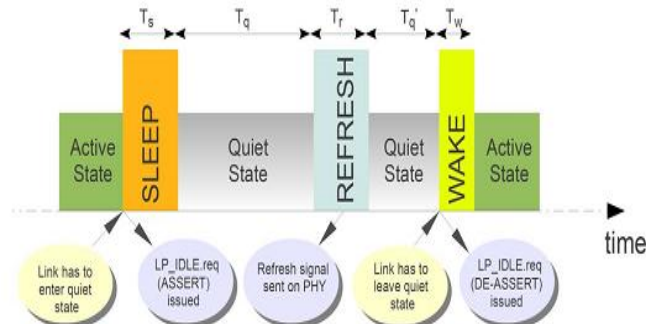 Ts
Tq
Tr
Tq'
Tw
Active
State
SLEEP
Quiet
State
REFRESH
Quiet
State
WAKE
Active
State
time
Link has to
enter quiet
state
LP_IDLE.req
(ASSERT)
issued
Refresh signal
sent on PHY
Link has to
leave quiet
state
LP_IDLE.req
(DE-ASSERT)
issued